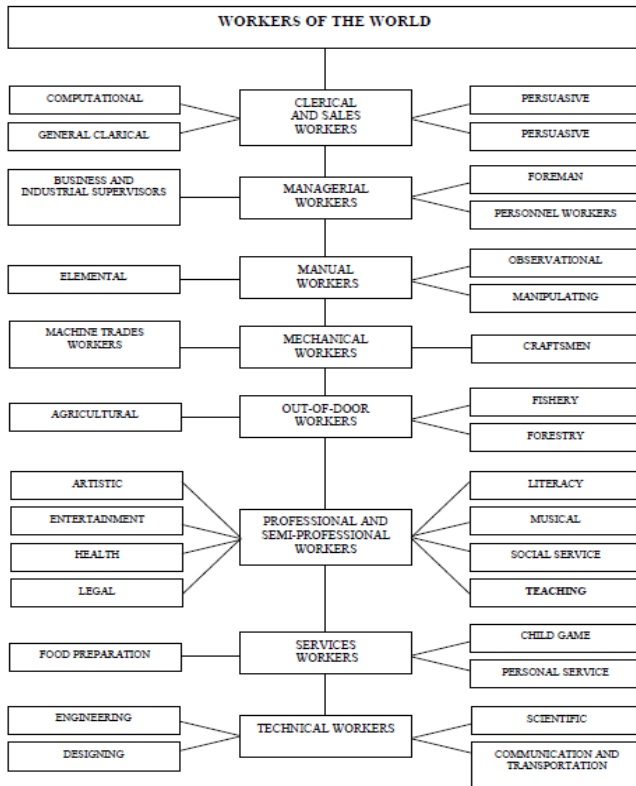 WORKERS OF THE WORLD
COMPUTATIONAL
GENERAL CLARICAL
CLERICAL
AND SALES
WORKERS
PERSUASIVE
PERSUASIVE
BUSINESS AND
INDUSTRIAL SUPERVISORS
MANAGERIAL
WORKERS
FOREMAN
PERSONNEL WORKERS
ELEMENTAL
MANUAL
WORKERS
OBSERVATIONAL
MANIPULATING
MACHINE TRADES
WORKERS
MECHANICAL
WORKERS
CRAFTSMEN
AGRICULTURAL
OUT-OF-DOOR
WORKERS
FISHERY
FORESTRY
ARTISTIC
ENTERTAINMENT
HEALTH
LEGAL
PROFESSIONAL AND
SEMI-PROFESSIONAL
WORKERS
LITERACY
MUSICAL
SOCIAL SERVICE
TEACHING
FOOD PREPARATION
SERVICES
WORKERS
CHILD GAME
PERSONAL SERVICE
ENGINEERING
DESIGNING
TECHNICAL WORKERS
SCIENTIFIC
COMMUNICATION AND
TRANSPORTATION